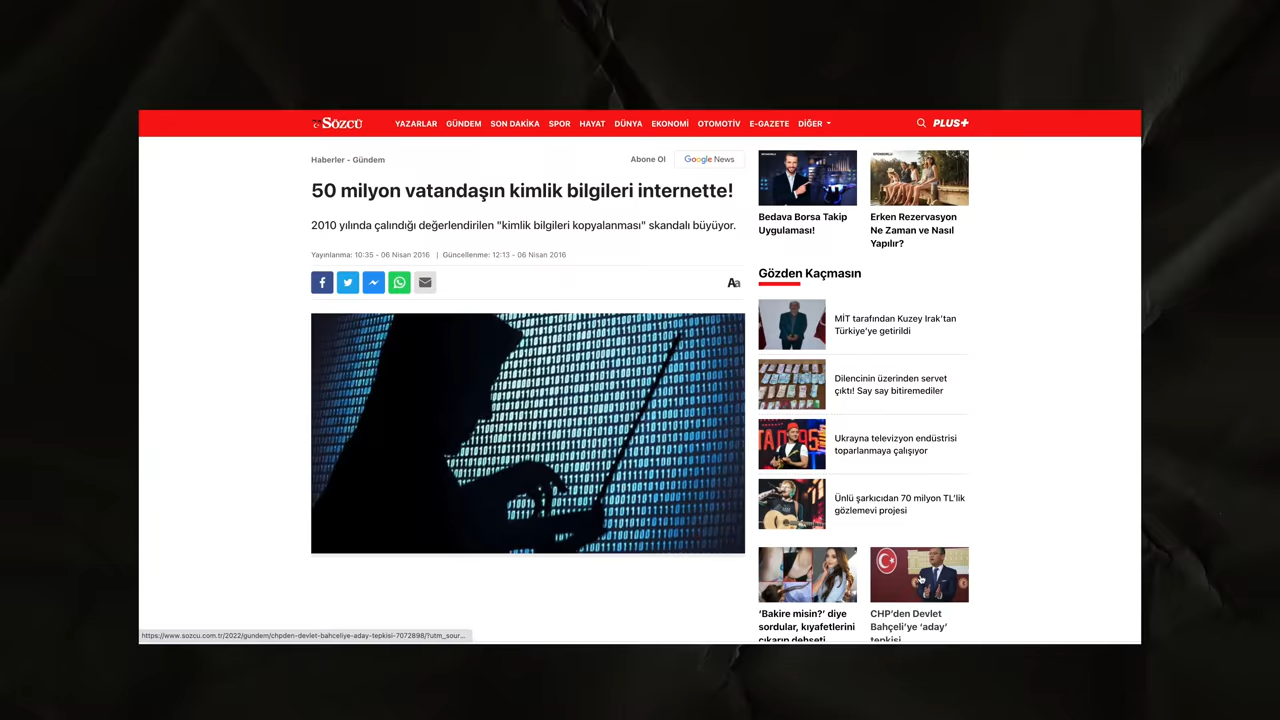 SÖZCÜ
YAZARLAR GÜNDEM SON DAKİKA SPOR HAYAT DÜNYA EKONOMİ OTOMOTİV E-GAZETE DİĞER
PLUS+
Haberler - Gündem
Abone Ol Google News
50 milyon vatandaşın kimlik bilgileri internette!
2010 yılında çalındığı değerlendirilen "kimlik bilgileri kopyalanması" skandalı büyüyor.
Yayınlanma: 10:35 - 06 Nisan 2016 | Güncellenme: 12:13 - 06 Nisan 2016
Aa
SPONSORLU
Bedava Borsa Takip
Uygulaması!
SPONSORLU
Erken Rezervasyon
Ne Zaman ve Nasıl
Yapılır?
Gözden Kaçmasın
MİT tarafından Kuzey Irak'tan
Türkiye'ye getirildi
Dilencinin üzerinden servet
çıktı! Say say bitiremediler
Ukrayna televizyon endüstrisi
toparlanmaya çalışıyor
Ünlü şarkıcıdan 70 milyon TL'lik
gözlemevi projesi
'Bakire misin?' diye
sordular, kıyafetlerini
çıkarıp dehşeti
CHP'den Devlet
Bahçeli'ye 'aday'
tepkisi
https://www.sozcu.com.tr/2022/gundem/chpden-devlet-bahceliye-aday-tepkisi-7072898/?utm_sour...